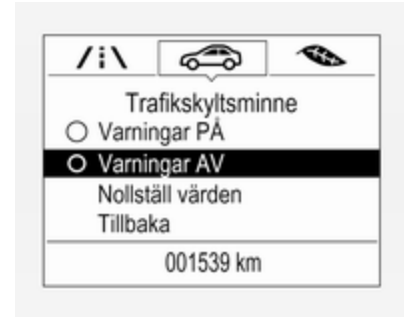 Trafikskyltsminne
Varningar PÅ
Varningar AV
Nollställ värden
Tillbaka
001539 km